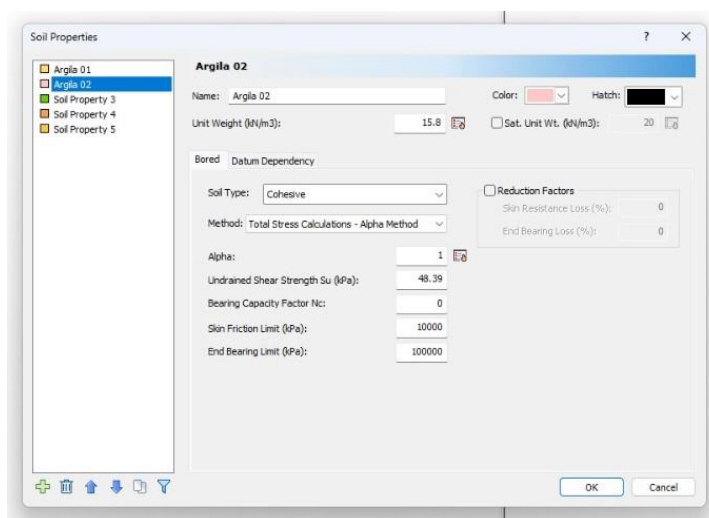 Soil Properties
? X
Argila 01
Argila 02
Soil Property 3
Soil Property 4
Soil Property 5
Argila 02
Name: Argila 02
Color:
Hatch:
Unit Weight (kN/m3): 15.8
Sat. Unit Wt. (kN/m3): 20
Bored Datum Dependency
Soil Type: Cohesive
Method: Total Stress Calculations - Alpha Method
Alpha: 1
Undrained Shear Strength Su (kPa): 48.39
Bearing Capacity Factor Nc: 0
Skin Friction Limit (kPa): 10000
End Bearing Limit (kPa): 100000
Reduction Factors
Skin Resistance Loss (%): 0
End Bearing Loss (%): 0
OK Cancel